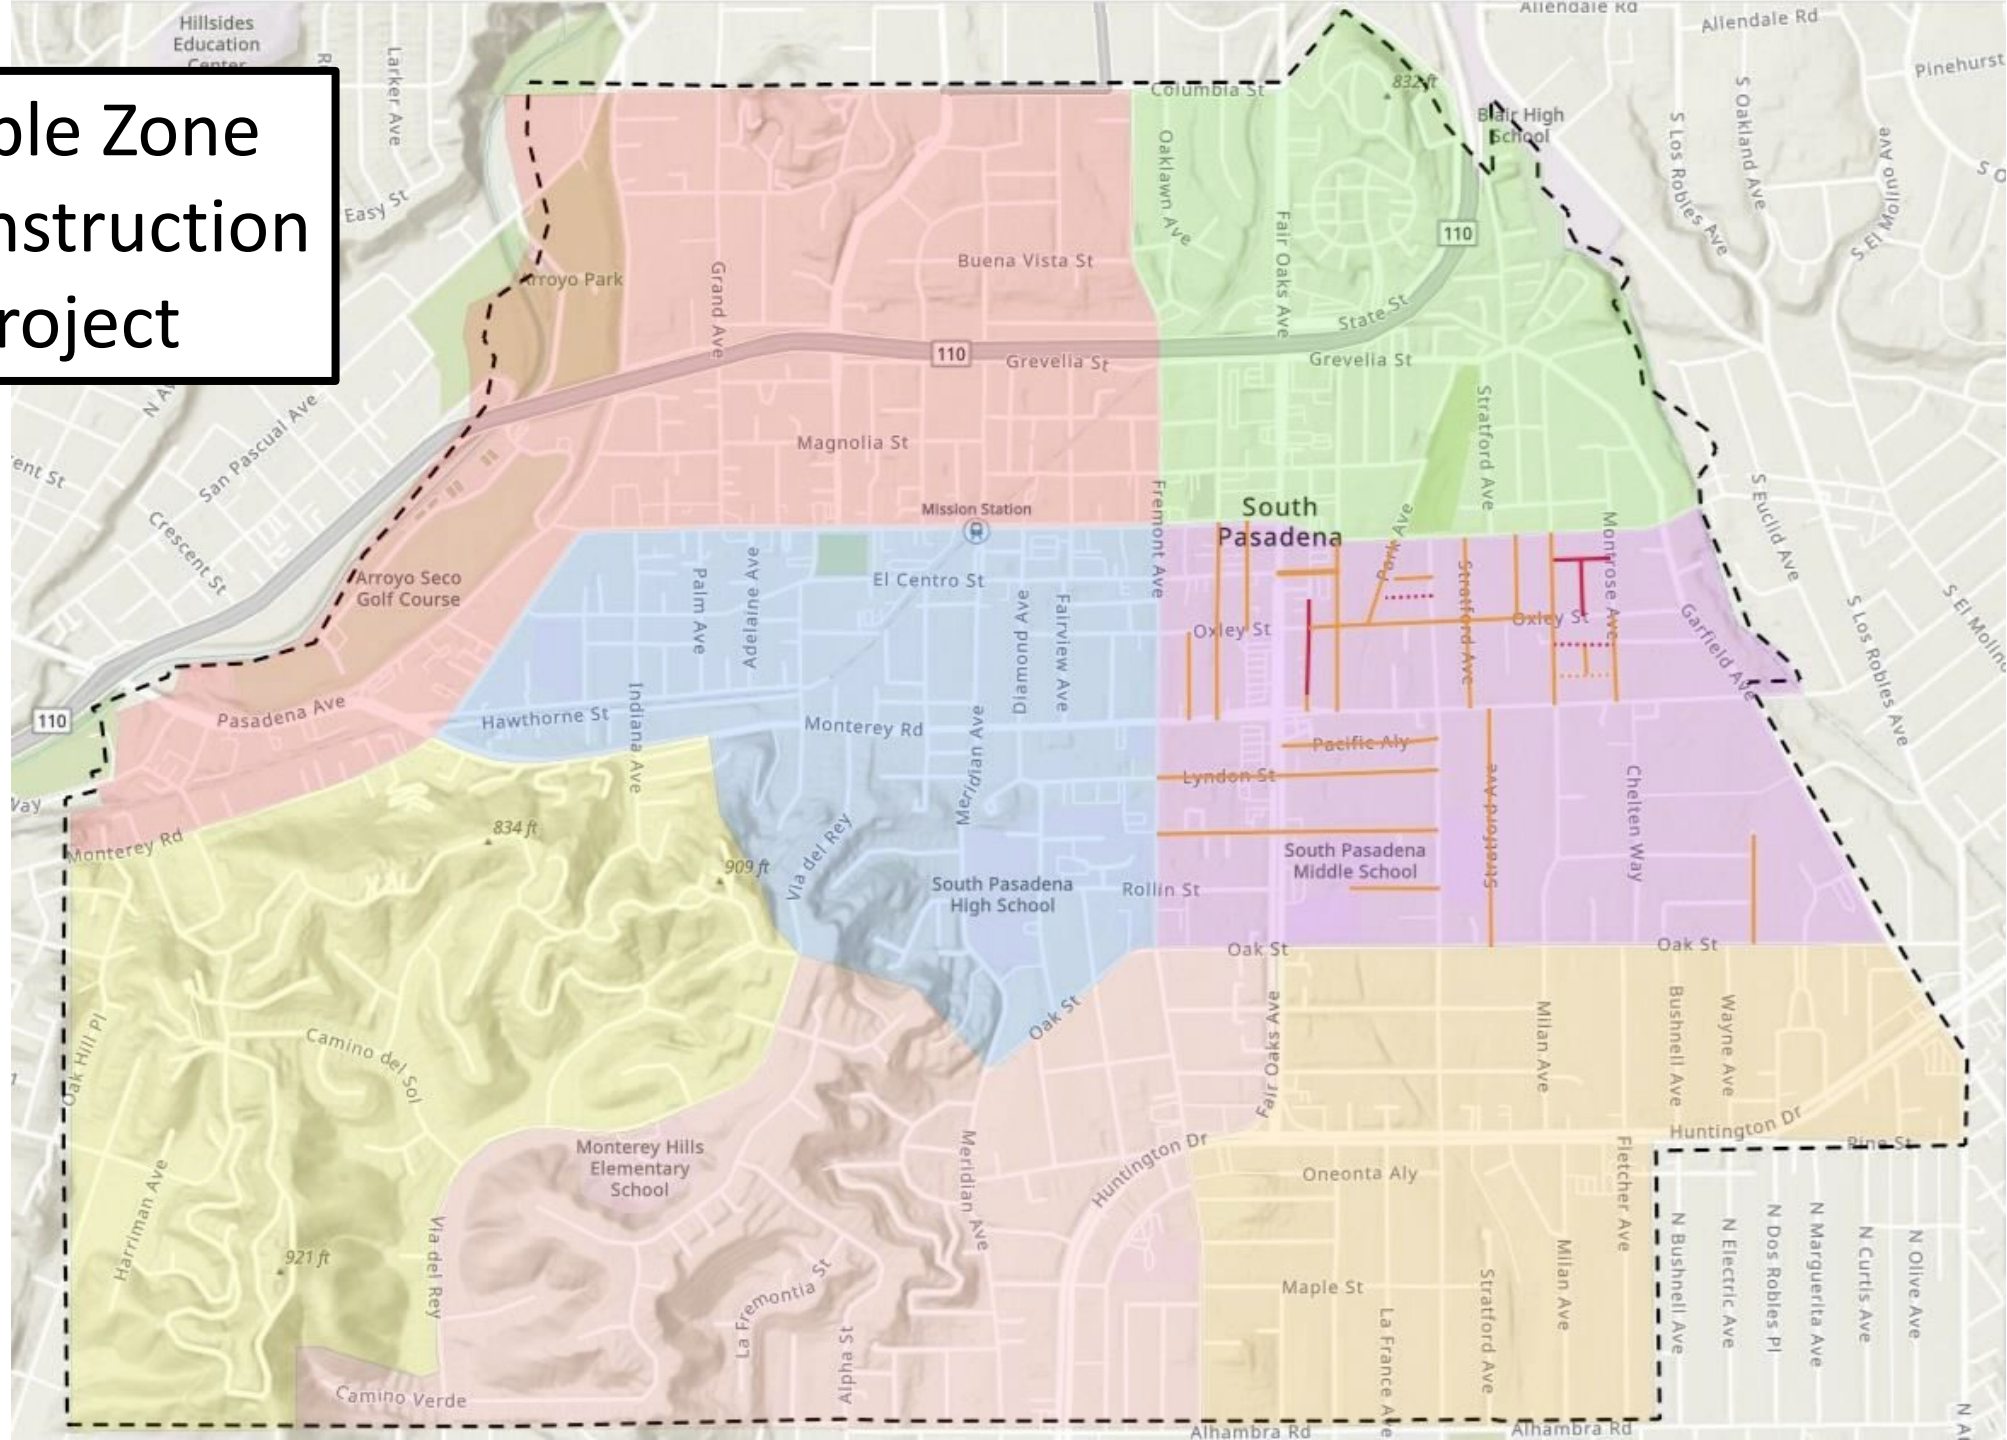 Hillsides
Education
Center
Larker Ave
Allendale Rd
Allendale Rd
Pinehurst
ple Zone
nstruction
roject
Columbia St
832 ft
Blair High
School
S Oakland Ave
S Los Robles Ave
S El Molino Ave
Easy St
Oaklawn Ave
Fair Oaks Ave
110
Buena Vista St
Arroyo Park
Grand Ave
State St
110
Grevelia St
Grevelia St
San Pascual Ave
Stratford Ave
Magnolia St
ent St
Crescent St
Mission Station
Fremont Ave
South
Pasadena
Park Ave
Montrose Ave
S Euclid Ave
Arroyo Seco
Golf Course
Palm Ave
Adelaine Ave
El Centro St
Diamond Ave
Fairview Ave
Oxley St
Stratford Ave
Oxley St
Garfield Ave
S Los Robles Ave
S El Molino
110
Pasadena Ave
Hawthorne St
Indiana Ave
Monterey Rd
Meridian Ave
Pacific Aly
Lyndon St
Stratford Ave
Chelten Way
Way
Monterey Rd
834 ft
909 ft
Via del Rey
South Pasadena
High School
Rollin St
South Pasadena
Middle School
Oak St
Oak St
Oak St
Oak Hill Pl
Camino del Sol
Fair Oaks Ave
Milan Ave
Bushnell Ave
Wayne Ave
Huntington Dr
Pine St
Monterey Hills
Elementary
School
Meridian Ave
Huntington Dr
Oneonta Aly
Fletcher Ave
Harriman Ave
921 ft
Via del Rey
La Fremontia St
Alpha St
Maple St
La France Ave
Stratford Ave
Milan Ave
N Bushnell Ave
N Electric Ave
N Dos Robles Pl
N Marguerita Ave
N Curtis Ave
N Olive Ave
Camino Verde
Alhambra Rd
Alhambra Rd